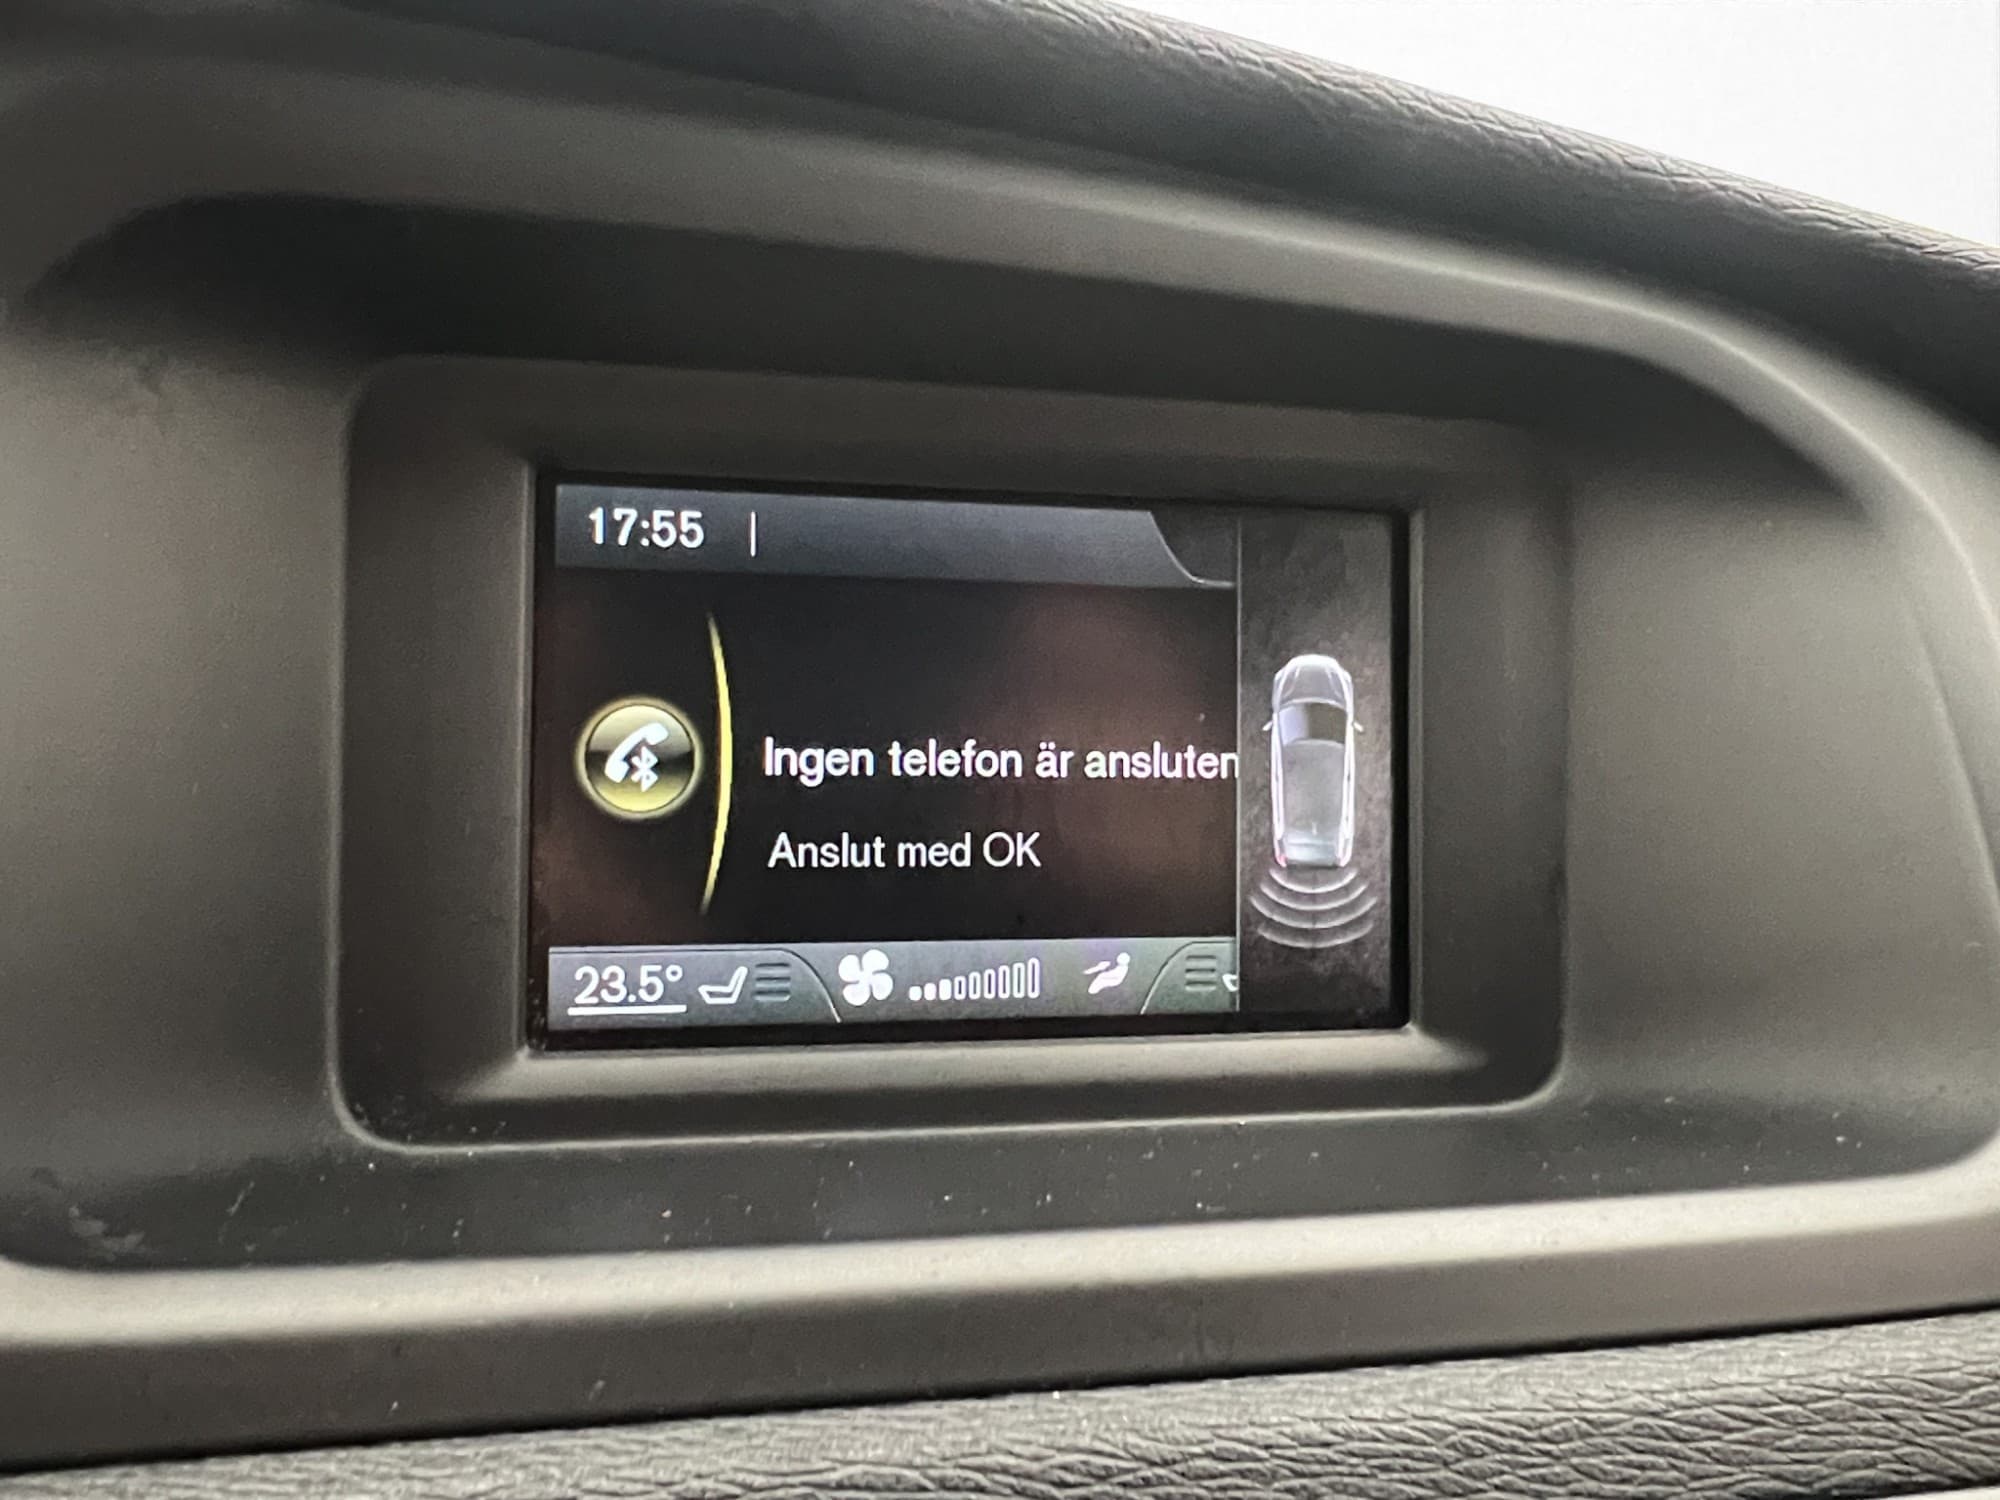 17:55
Ingen telefon är ansluten
Anslut med OK
23.5°